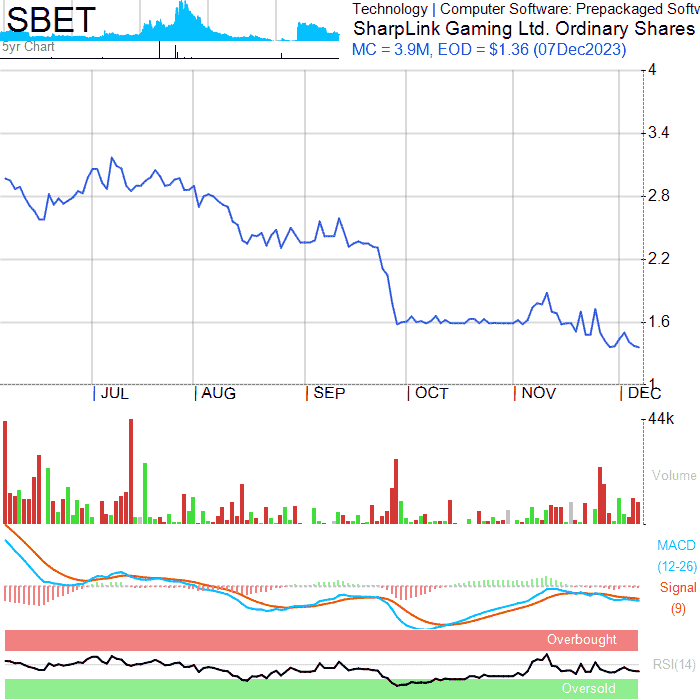 SBET
5yr Chart
Technology | Computer Software: Prepackaged Softw
SharpLink Gaming Ltd. Ordinary Shares
MC = 3.9M, EOD = $1.36 (07Dec2023)
4
3.4
2.8
2.2
1.6
1
JUL AUG SEP OCT NOV DEC
44k
Volume
MACD
(12-26)
Signal
(9)
Overbought
RSI(14)
Oversold